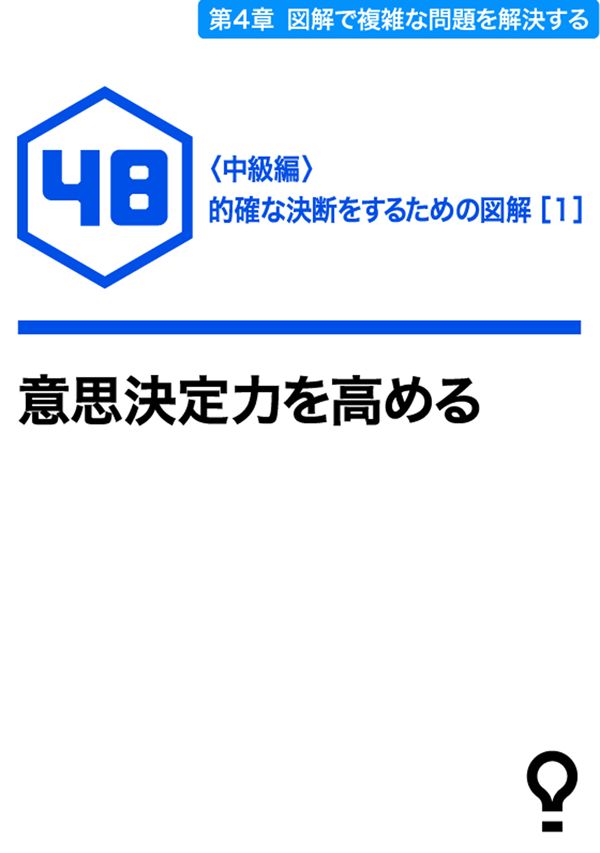 第4章 図解で複雑な問題を解決する
48
〈中級編〉
的確な決断をするための図解［1］
意思決定力を高める